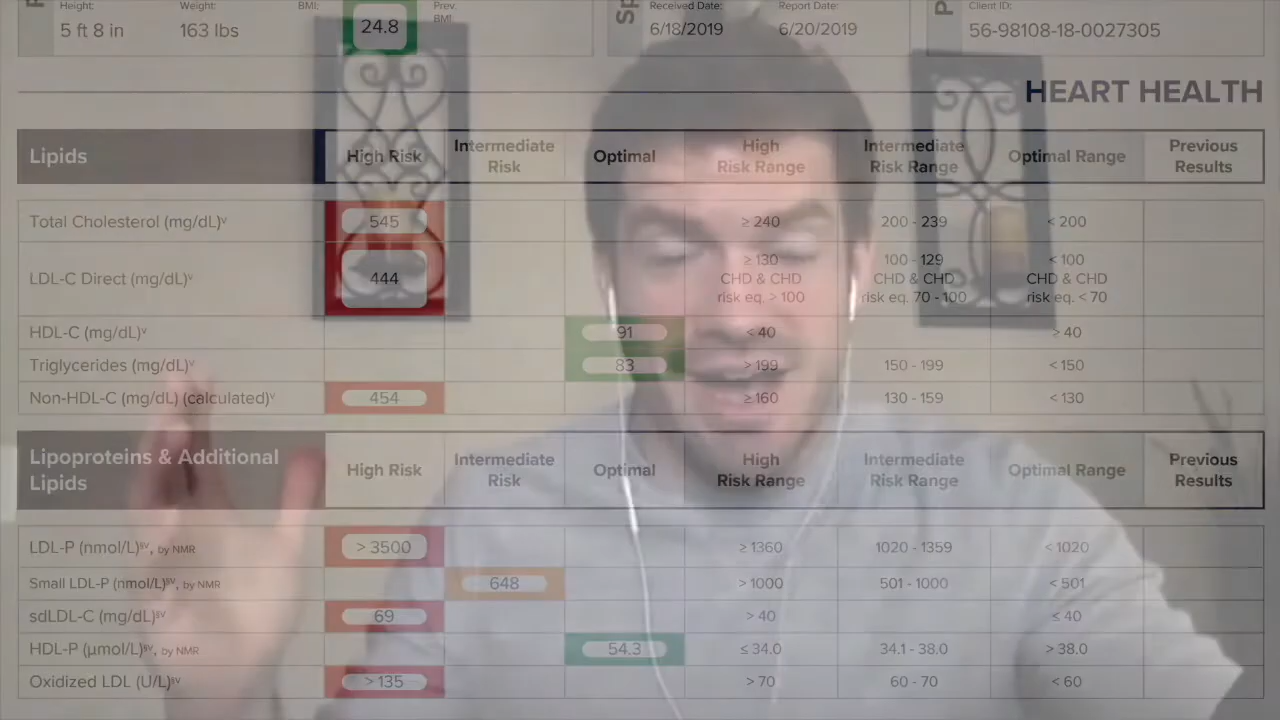 Height: Weight: BMI: Prev. BMI: Received Date: Report Date: Client ID:
5 ft 8 in 163 lbs 24.8 6/18/2019 6/20/2019 56-98108-18-0027305
HEART HEALTH
Lipids High Risk Intermediate Risk Optimal High Risk Range Intermediate Risk Range Optimal Range Previous Results
Total Cholesterol (mg/dL)ᵛ 545 ≥ 240 200 - 239 < 200
LDL-C Direct (mg/dL)ᵛ 444 ≥ 130 CHD & CHD risk eq. > 100 100 - 129 CHD & CHD risk eq. 70 - 100 < 100 CHD & CHD risk eq. < 70
HDL-C (mg/dL)ᵛ 91 < 40 ≥ 40
Triglycerides (mg/dL)ᵛ 83 > 199 150 - 199 < 150
Non-HDL-C (mg/dL) (calculated)ᵛ 454 ≥ 160 130 - 159 < 130
Lipoproteins & Additional Lipids High Risk Intermediate Risk Optimal High Risk Range Intermediate Risk Range Optimal Range Previous Results
LDL-P (nmol/L)§ᵛ, by NMR > 3500 ≥ 1360 1020 - 1359 < 1020
Small LDL-P (nmol/L)§ᵛ, by NMR 648 > 1000 501 - 1000 < 501
sdLDL-C (mg/dL)§ᵛ 69 > 40 ≤ 40
HDL-P (µmol/L)§ᵛ, by NMR 54.3 ≤ 34.0 34.1 - 38.0 > 38.0
Oxidized LDL (U/L)§ᵛ > 135 > 70 60 - 70 < 60